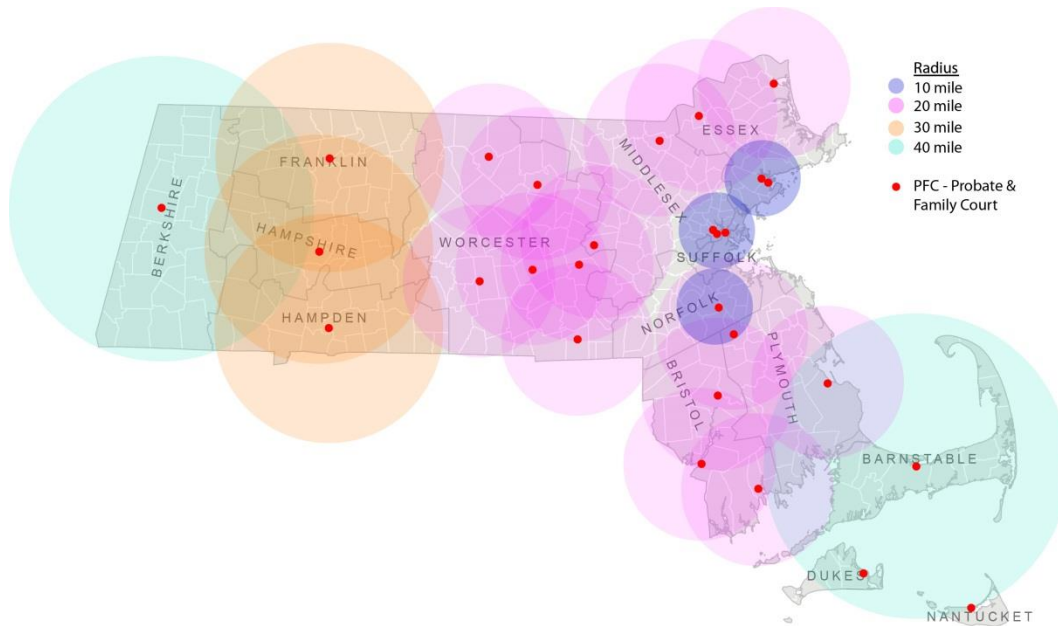 Radius
10 mile
20 mile
30 mile
40 mile
PFC - Probate &
Family Court
ESSEX
MIDDLESEX
FRANKLIN
BERKSHIRE
HAMPSHIRE
WORCESTER
SUFFOLK
HAMPDEN
NORFOLK
PLYMOUTH
BRISTOL
BARNSTABLE
DUKES
NANTUCKET